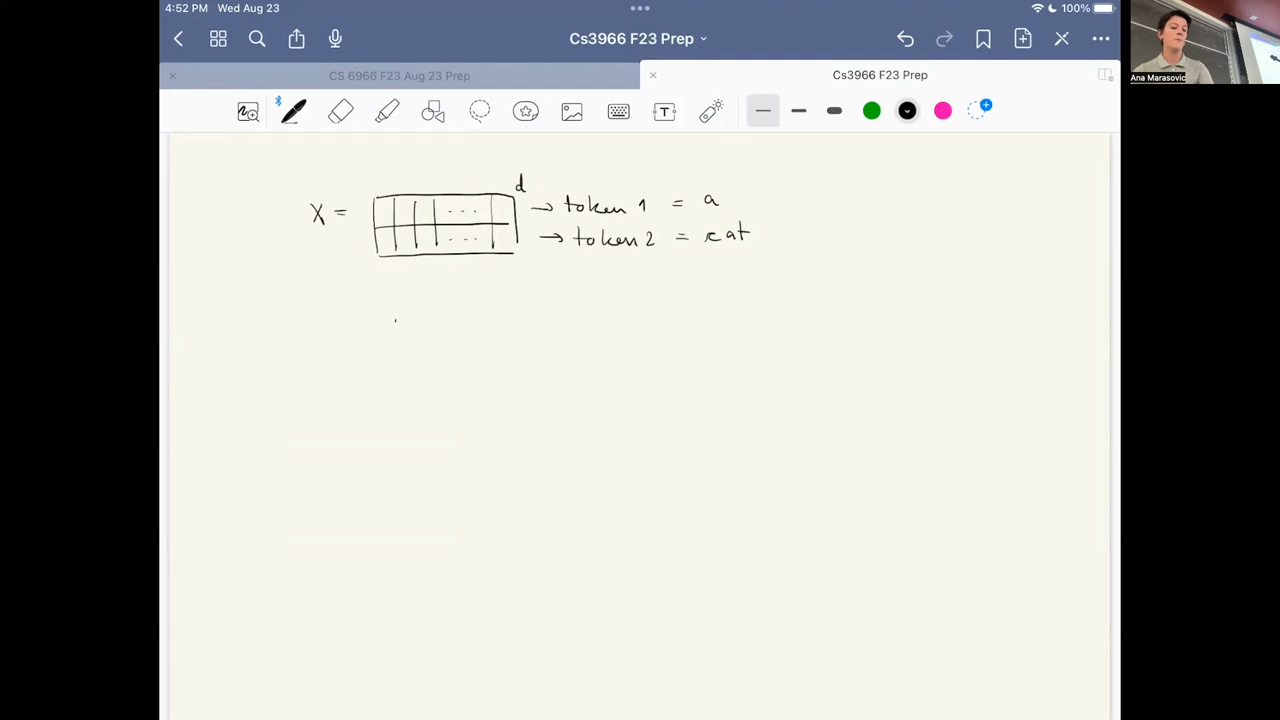 4:52 PM Wed Aug 23
100%
Cs3966 F23 Prep
CS 6966 F23 Aug 23 Prep
Cs3966 F23 Prep
Ana Marasovic
d
X = ... → token 1 = a
... → token 2 = cat